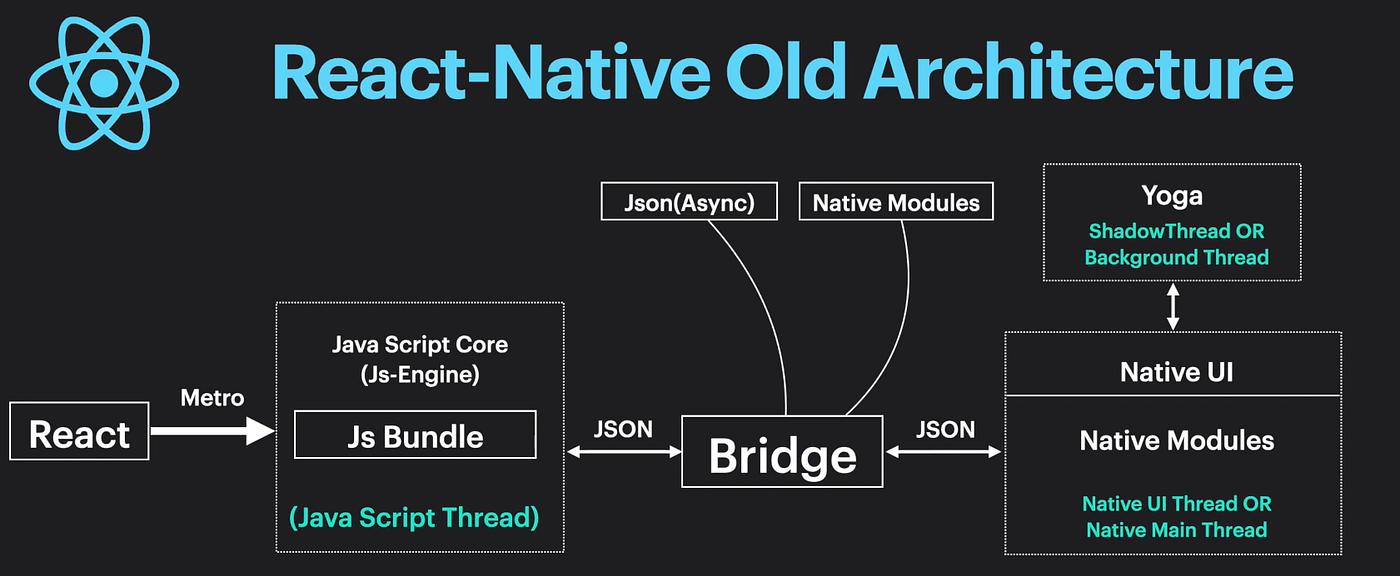 React-Native Old Architecture
Json(Async)
Native Modules
Yoga
ShadowThread OR
Background Thread
React
Metro
Java Script Core
(Js-Engine)
Js Bundle
(Java Script Thread)
JSON
Bridge
JSON
Native UI
Native Modules
Native UI Thread OR
Native Main Thread